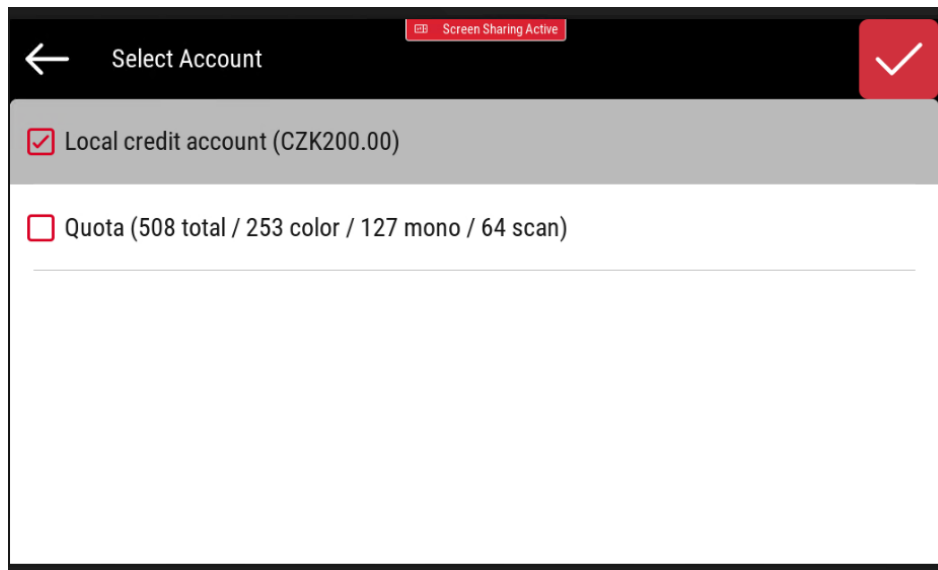 Screen Sharing Active
Select Account
Local credit account (CZK200.00)
Quota (508 total / 253 color / 127 mono / 64 scan)